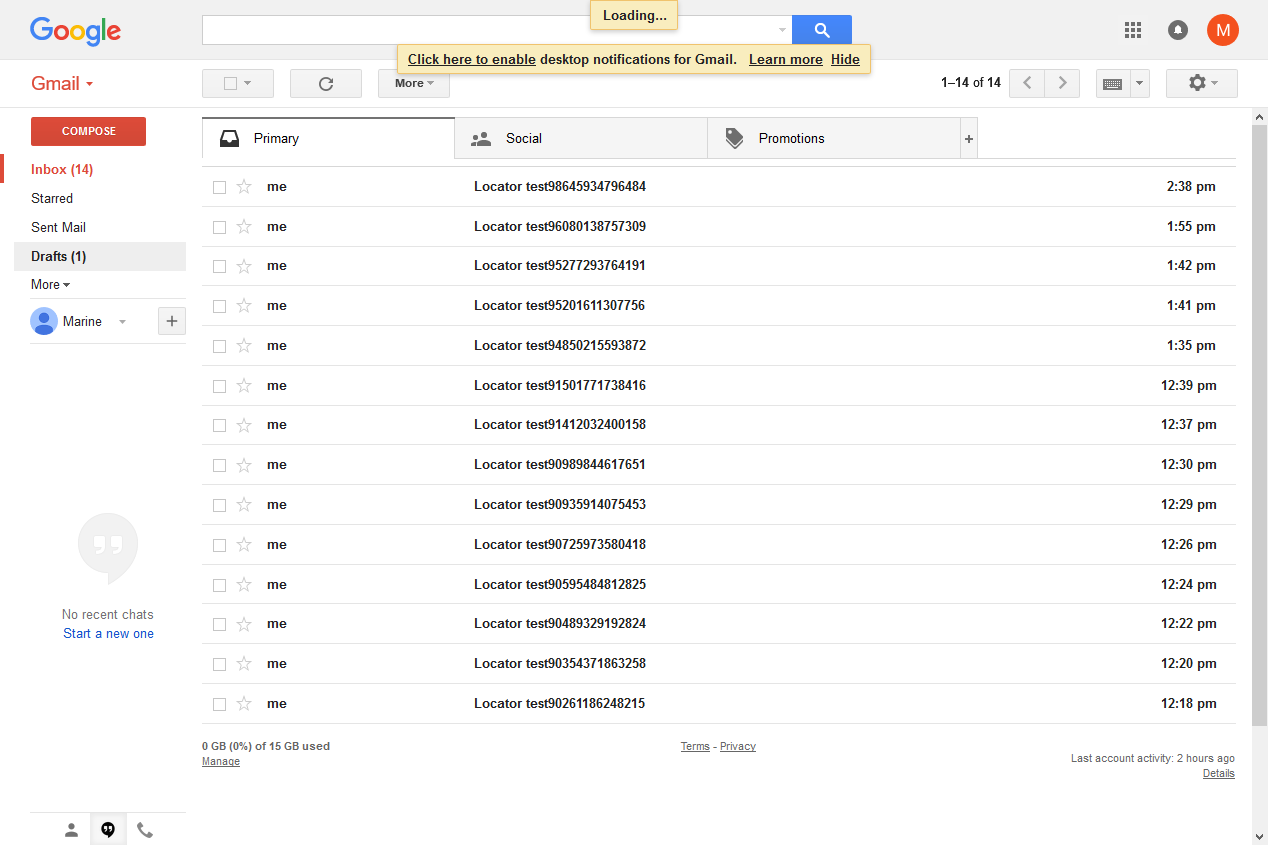 Loading...
Google
M
Click here to enable desktop notifications for Gmail. Learn more Hide
Gmail
More
1–14 of 14
COMPOSE
Inbox (14)
Starred
Sent Mail
Drafts (1)
More
Marine
No recent chats
Start a new one
Primary
Social
Promotions
+
me Locator test98645934796484 2:38 pm
me Locator test96080138757309 1:55 pm
me Locator test95277293764191 1:42 pm
me Locator test95201611307756 1:41 pm
me Locator test94850215593872 1:35 pm
me Locator test91501771738416 12:39 pm
me Locator test91412032400158 12:37 pm
me Locator test90989844617651 12:30 pm
me Locator test90935914075453 12:29 pm
me Locator test90725973580418 12:26 pm
me Locator test90595484812825 12:24 pm
me Locator test90489329192824 12:22 pm
me Locator test90354371863258 12:20 pm
me Locator test90261186248215 12:18 pm
0 GB (0%) of 15 GB used
Manage
Terms - Privacy
Last account activity: 2 hours ago
Details